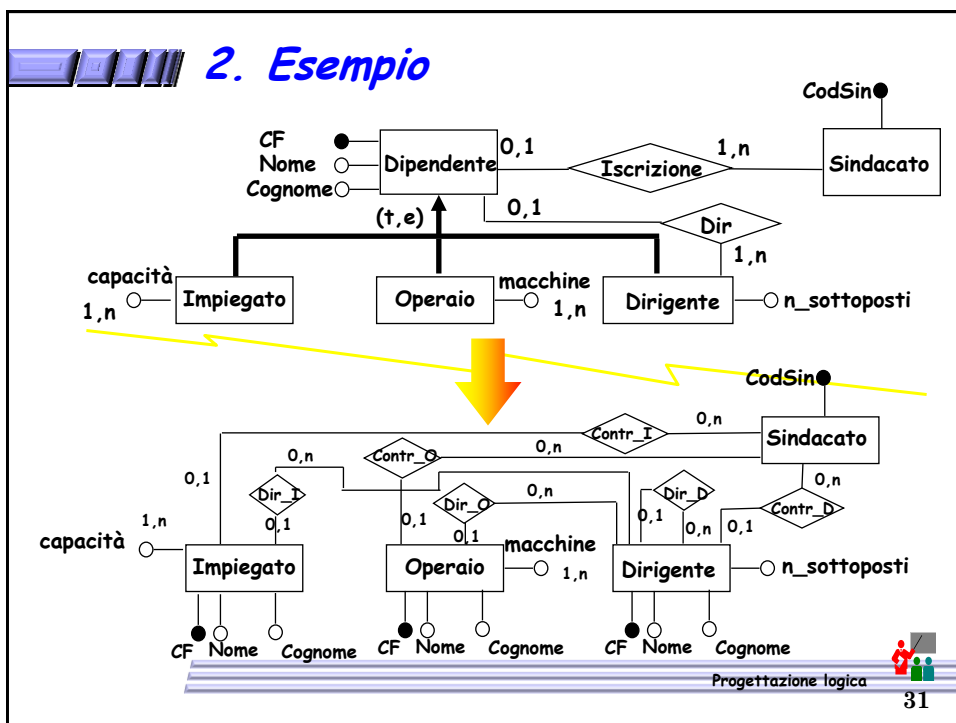 2. Esempio
CodSin
CF
Nome
Cognome
Dipendente
0,1
Iscrizione
1,n
Sindacato
(t,e)
0,1
Dir
1,n
capacità
1,n
Impiegato
Operaio
macchine
1,n
Dirigente
n_sottoposti
CodSin
Contr_I
0,n
Sindacato
Contr_O
0,n
0,n
0,1
0,n
Dir_I
0,1
0,1
Dir_O
0,1
0,n
Dir_D
0,1
0,n
0,1
Contr_D
capacità
1,n
Impiegato
Operaio
macchine
1,n
Dirigente
n_sottoposti
CF Nome Cognome
CF Nome Cognome
CF Nome Cognome
Progettazione logica
31